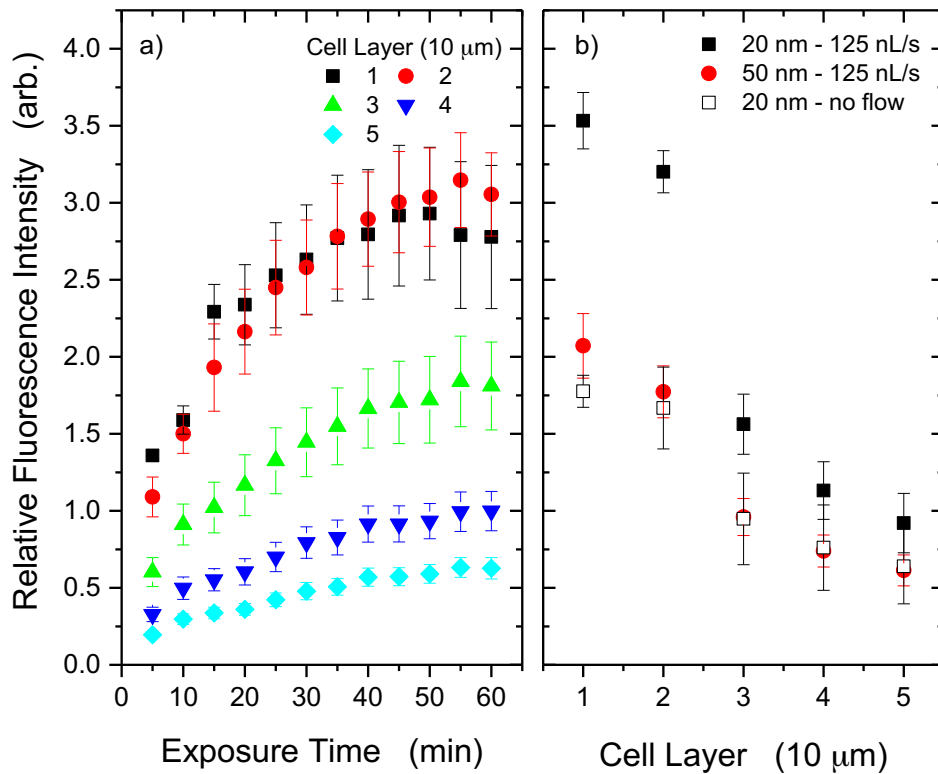 a)
Cell Layer (10 μm)
1 2
3 4
5
b)
20 nm - 125 nL/s
50 nm - 125 nL/s
20 nm - no flow
Relative Fluorescence Intensity (arb.)
4.0
3.5
3.0
2.5
2.0
1.5
1.0
0.5
0.0
0 10 20 30 40 50 60
1 2 3 4 5
Exposure Time (min)
Cell Layer (10 μm)